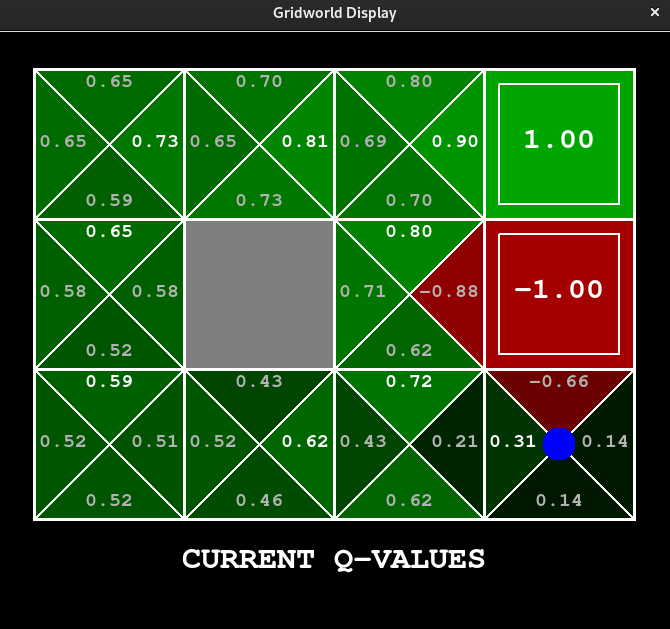 Gridworld Display ×
0.65 0.70 0.80
0.65 0.73 0.65 0.81 0.69 0.90 1.00
0.59 0.73 0.70
0.65 0.80
0.58 0.58 0.71 −0.88 −1.00
0.52 0.62
0.59 0.43 0.72 −0.66
0.52 0.51 0.52 0.62 0.43 0.21 0.31 0.14
0.52 0.46 0.62 0.14
CURRENT Q−VALUES